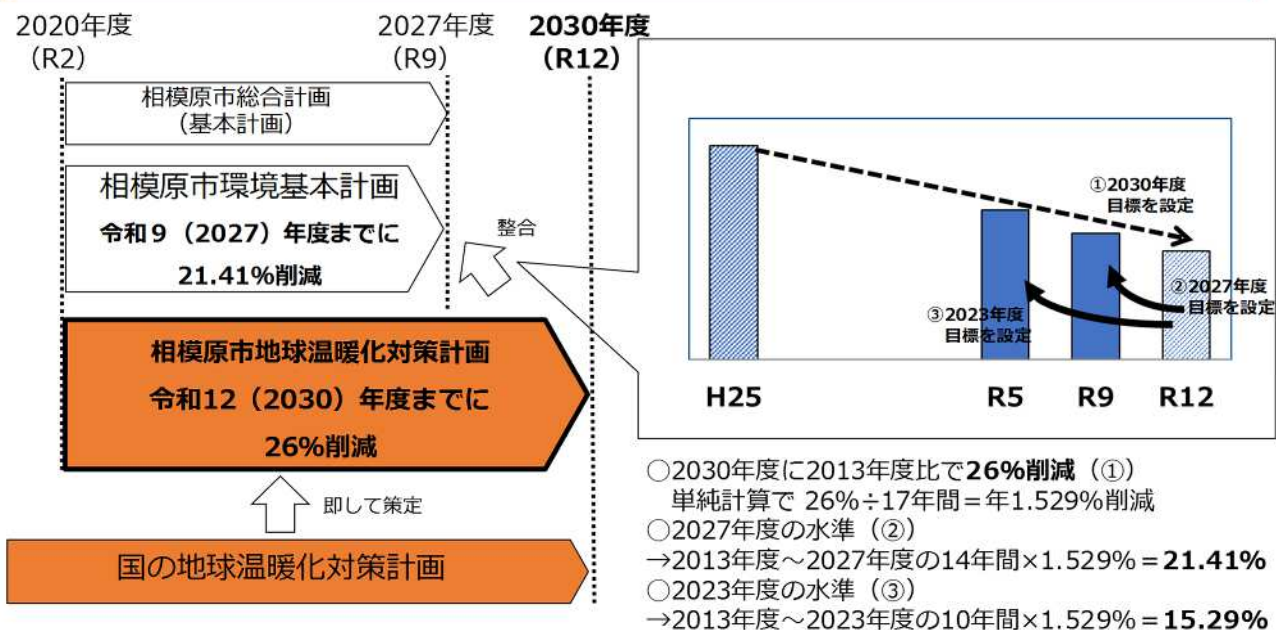 2020年度
（R2）
2027年度
（R9）
2030年度
（R12）
相模原市総合計画
（基本計画）
相模原市環境基本計画
令和９（2027）年度までに
21.41%削減
整合
相模原市地球温暖化対策計画
令和12（2030）年度までに
26%削減
即して策定
国の地球温暖化対策計画
①2030年度
目標を設定
②2027年度
目標を設定
③2023年度
目標を設定
H25 R5 R9 R12
○2030年度に2013年度比で26%削減（①）
単純計算で 26%÷17年間＝年1.529%削減
○2027年度の水準（②）
→2013年度～2027年度の14年間×1.529%＝21.41%
○2023年度の水準（③）
→2013年度～2023年度の10年間×1.529%＝15.29%